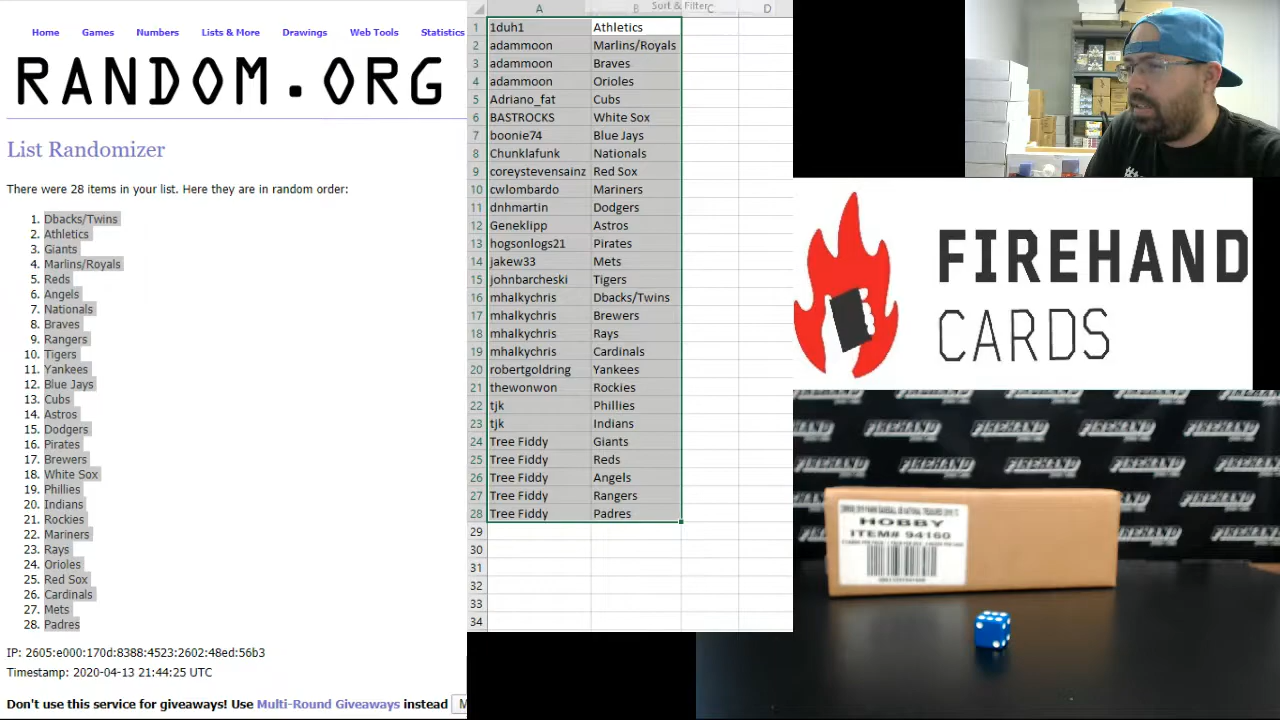 Home Games Numbers Lists & More Drawings Web Tools Statistics
RANDOM.ORG
List Randomizer
There were 28 items in your list. Here they are in random order:
1. Dbacks/Twins
2. Athletics
3. Giants
4. Marlins/Royals
5. Reds
6. Angels
7. Nationals
8. Braves
9. Rangers
10. Tigers
11. Yankees
12. Blue Jays
13. Cubs
14. Astros
15. Dodgers
16. Pirates
17. Brewers
18. White Sox
19. Phillies
20. Indians
21. Rockies
22. Mariners
23. Rays
24. Orioles
25. Red Sox
26. Cardinals
27. Mets
28. Padres
IP: 2605:e000:170d:8388:4523:2602:48ed:56b3
Timestamp: 2020-04-13 21:44:25 UTC
Don't use this service for giveaways! Use Multi-Round Giveaways instead
Sort & Filter
A B C D
1 1duh1 Athletics
2 adammoon Marlins/Royals
3 adammoon Braves
4 adammoon Orioles
5 Adriano_fat Cubs
6 BASTROCKS White Sox
7 boonie74 Blue Jays
8 Chunklafunk Nationals
9 coreystevensainz Red Sox
10 cwlombardo Mariners
11 dnhmartin Dodgers
12 Geneklipp Astros
13 hogsonlogs21 Pirates
14 jakew33 Mets
15 johnbarcheski Tigers
16 mhalkychris Dbacks/Twins
17 mhalkychris Brewers
18 mhalkychris Rays
19 mhalkychris Cardinals
20 robertgoldring Yankees
21 thewonwon Rockies
22 tjk Phillies
23 tjk Indians
24 Tree Fiddy Giants
25 Tree Fiddy Reds
26 Tree Fiddy Angels
27 Tree Fiddy Rangers
28 Tree Fiddy Padres
29
30
31
32
33
34
FIREHAND
CARDS
FIREHAND FIREHAND FIREHAND
FIREHAND FIREHAND FIREHAND
HOBBY
ITEM# 94160